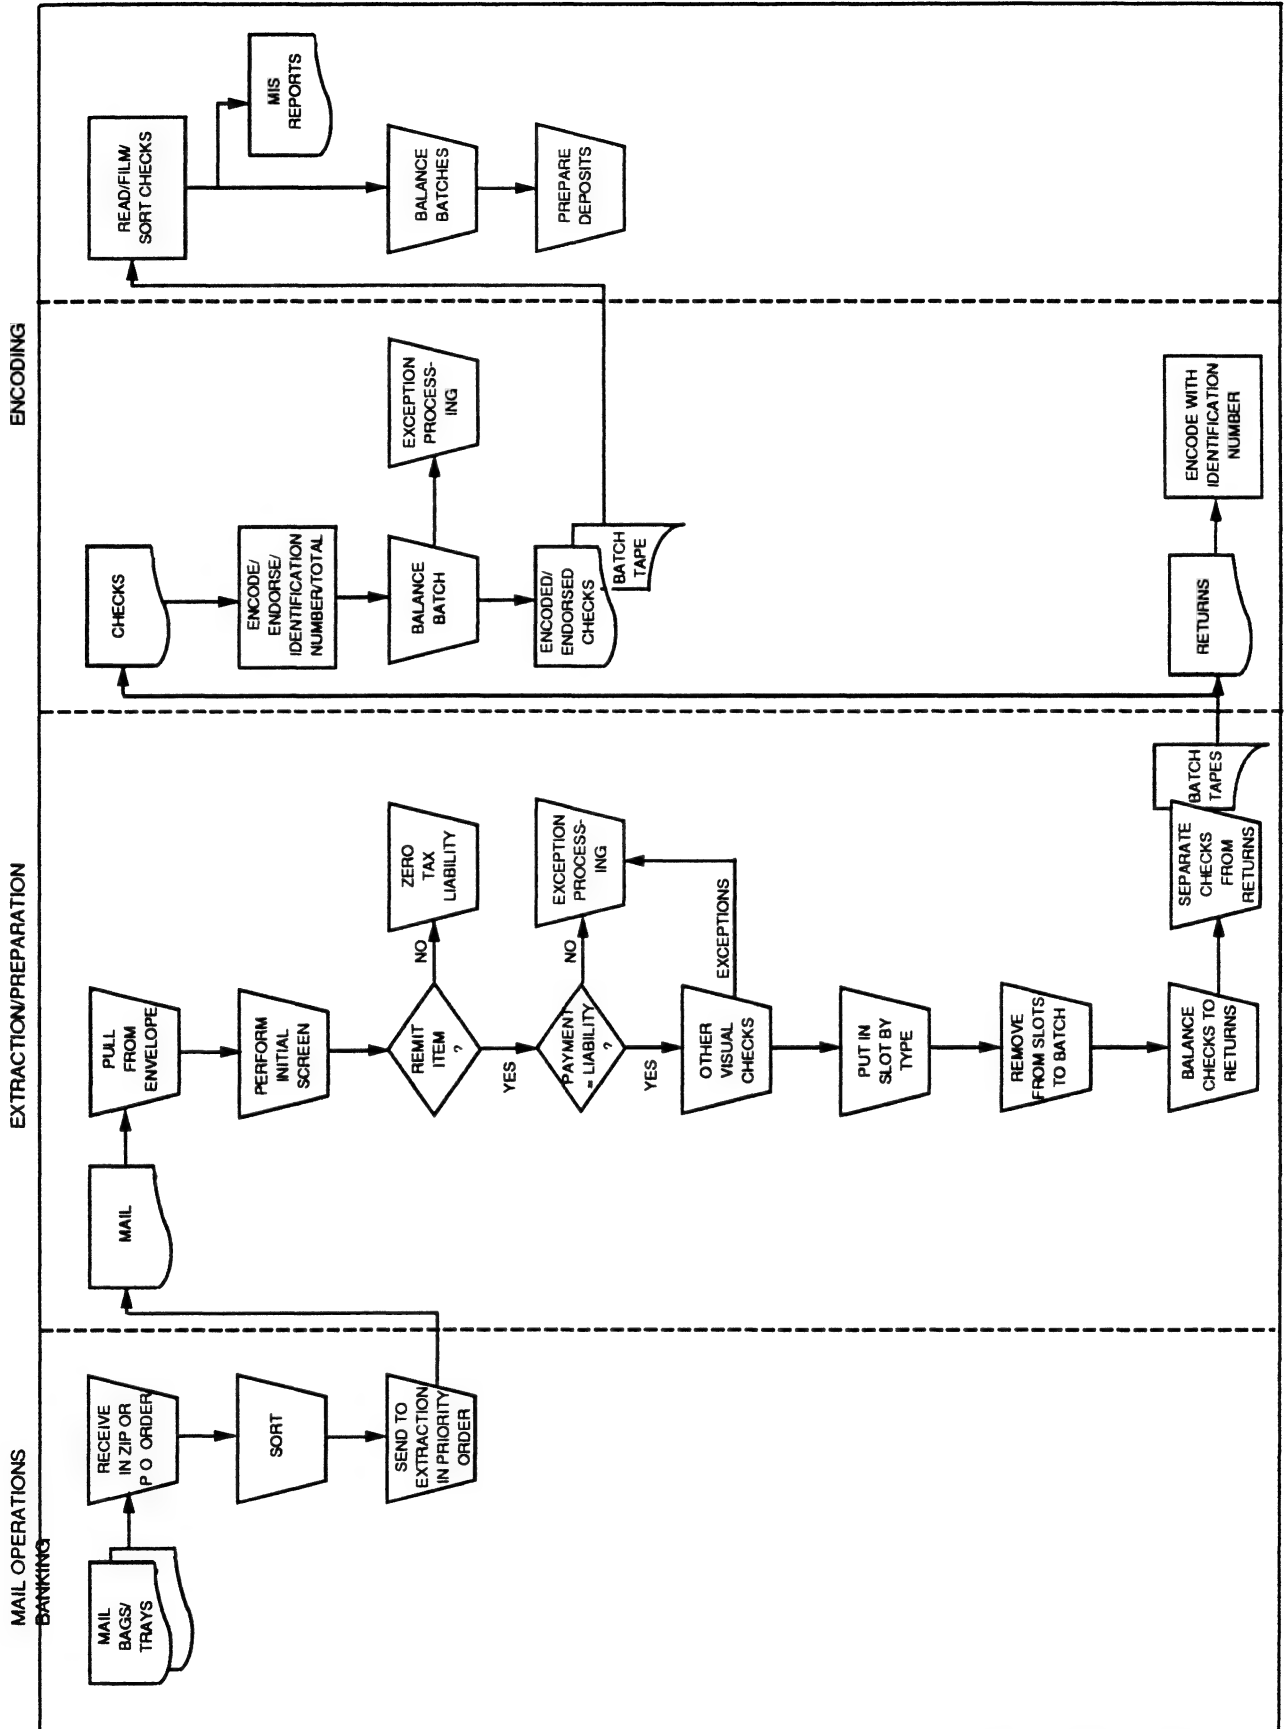 MAIL OPERATIONS
BANKING
EXTRACTION/PREPARATION
ENCODING
MAIL
BAGS/
TRAYS
RECEIVE
IN ZIP OR
P O ORDER
SORT
SEND TO
EXTRACTION
IN PRIORITY
ORDER
MAIL
PULL
FROM
ENVELOPE
PERFORM
INITIAL
SCREEN
REMIT
ITEM
?
NO
ZERO
TAX
LIABILITY
YES
PAYMENT
= LIABILITY
?
NO
EXCEPTION
PROCESS-
ING
YES
OTHER
VISUAL
CHECKS
EXCEPTIONS
PUT IN
SLOT BY
TYPE
REMOVE
FROM SLOTS
TO BATCH
BALANCE
CHECKS TO
RETURNS
SEPARATE
CHECKS
FROM
RETURNS
BATCH
TAPES
CHECKS
ENCODE/
ENDORSE/
IDENTIFICATION
NUMBER/TOTAL
BALANCE
BATCH
EXCEPTION
PROCESS-
ING
ENCODED/
ENDORSED
CHECKS
BATCH
TAPE
RETURNS
ENCODE WITH
IDENTIFICATION
NUMBER
READ/FILM/
SORT CHECKS
MIS
REPORTS
BALANCE
BATCHES
PREPARE
DEPOSITS